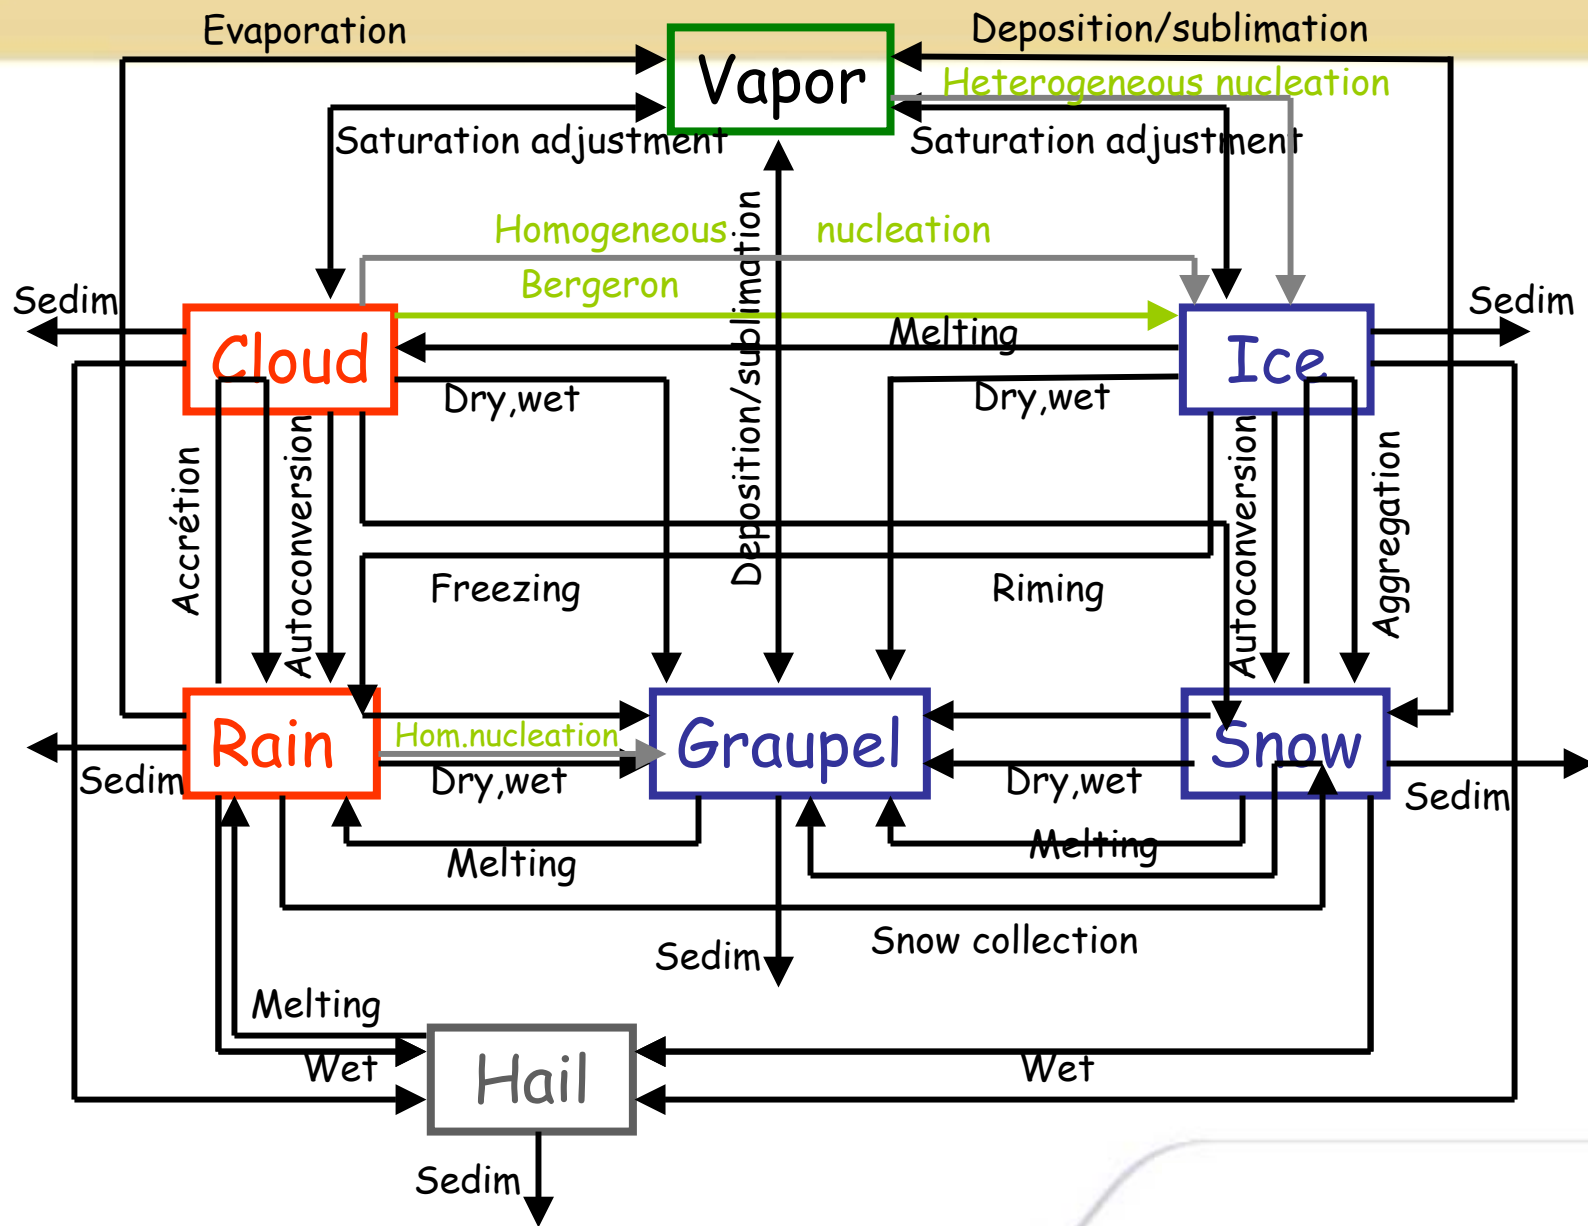 Evaporation
Deposition/sublimation
Vapor
Heterogeneous nucleation
Saturation adjustment
Saturation adjustment
Homogeneous nucleation
Deposition/sublimation
Bergeron
Sedim
Sedim
Cloud
Melting
Ice
Dry,wet
Dry,wet
Accrétion
Autoconversion
Autoconversion
Aggregation
Freezing
Riming
Rain
Hom.nucleation
Graupel
Snow
Sedim
Dry,wet
Dry,wet
Sedim
Melting
Melting
Snow collection
Sedim
Melting
Wet
Hail
Wet
Sedim